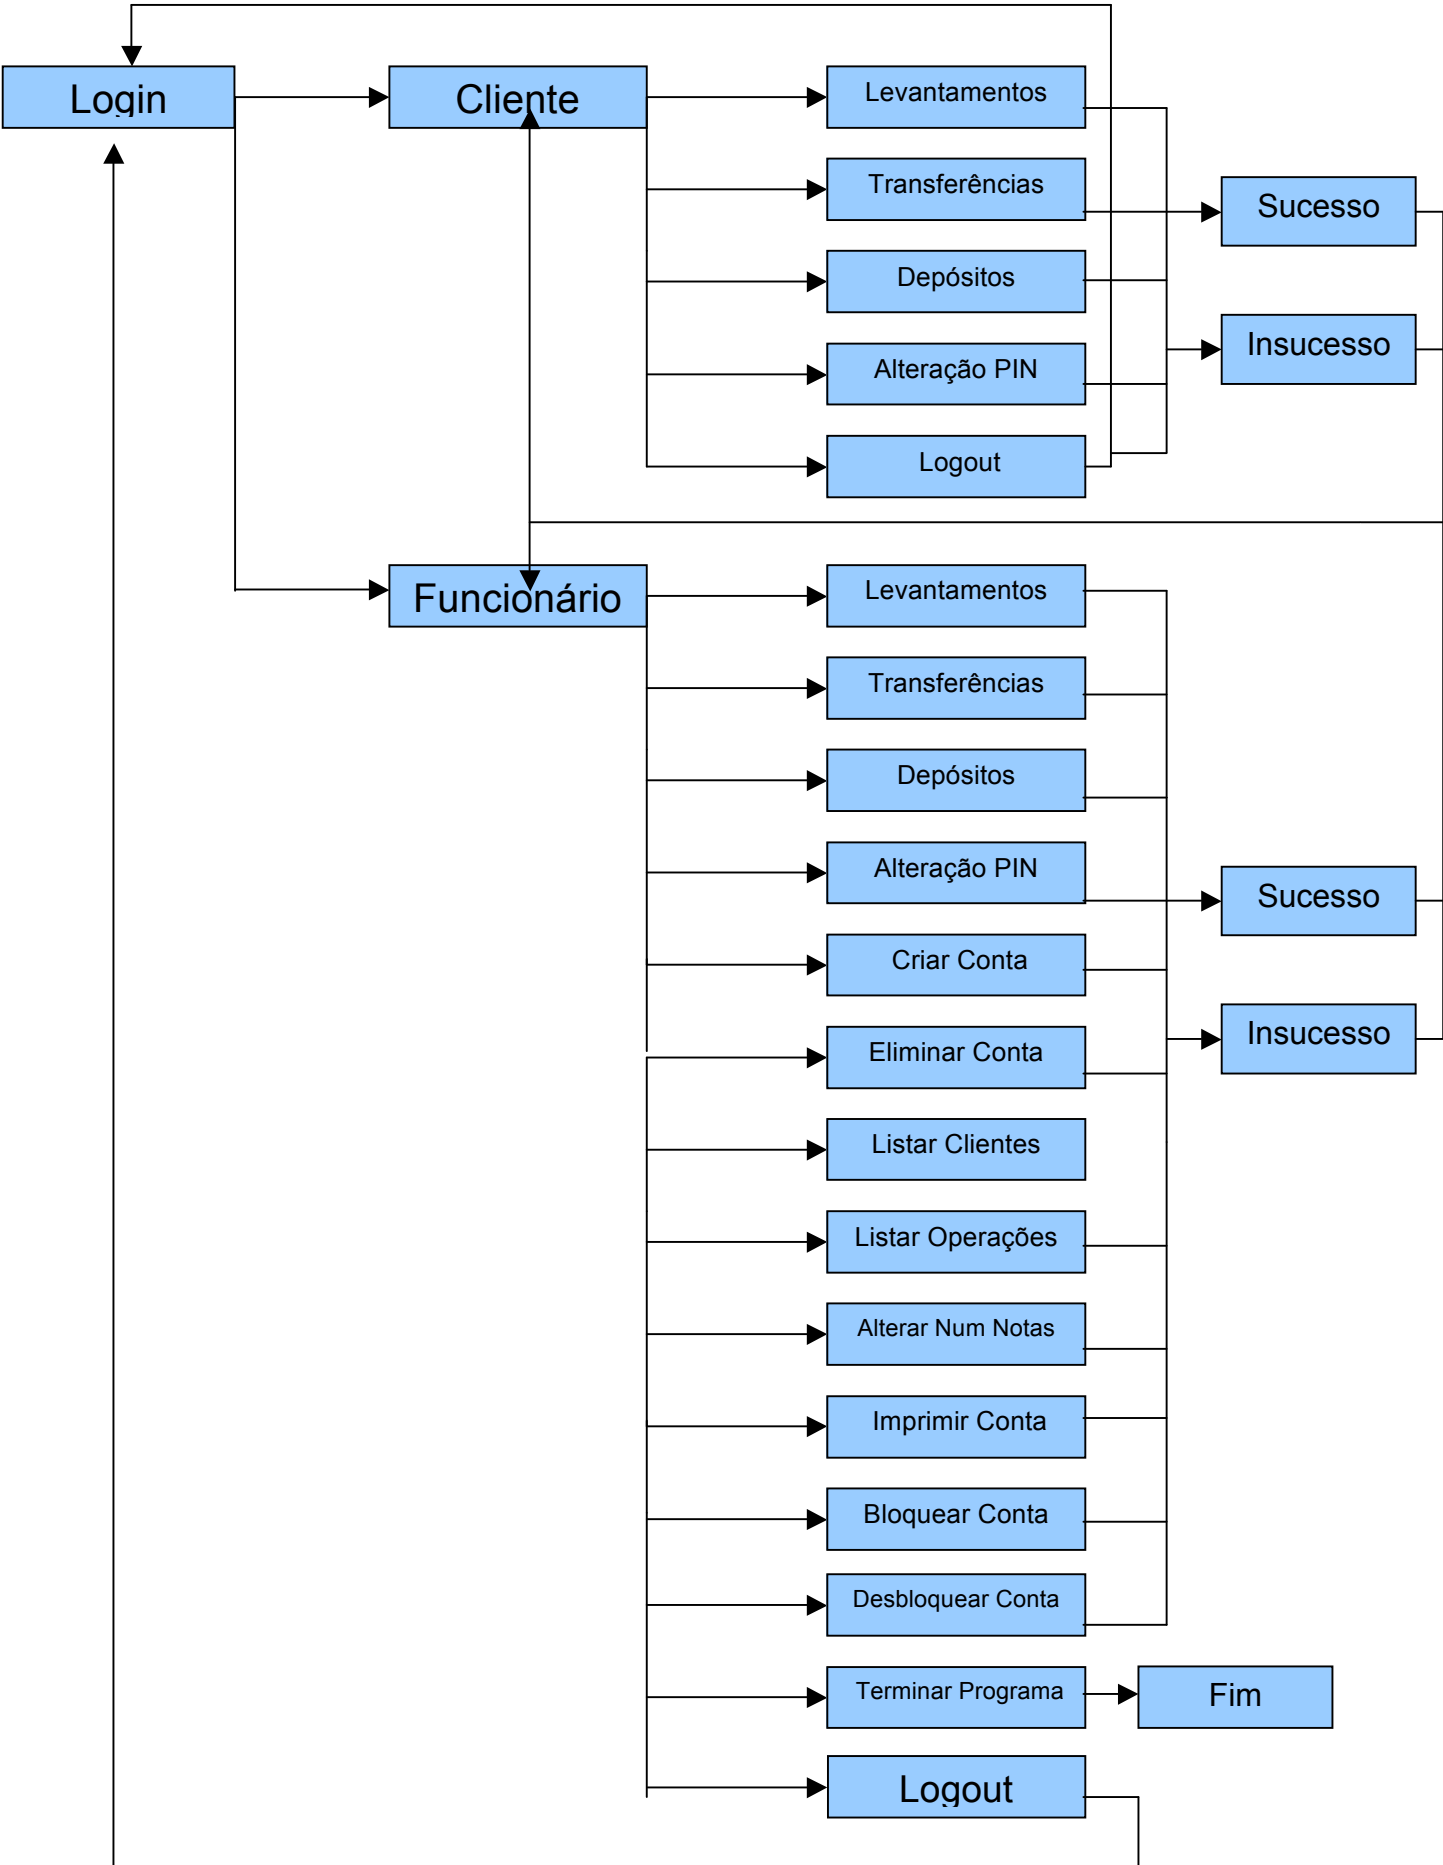 Login
Cliente
Levantamentos
Transferências
Sucesso
Depósitos
Insucesso
Alteração PIN
Logout
Funcionário
Levantamentos
Transferências
Depósitos
Alteração PIN
Sucesso
Criar Conta
Insucesso
Eliminar Conta
Listar Clientes
Listar Operações
Alterar Num Notas
Imprimir Conta
Bloquear Conta
Desbloquear Conta
Terminar Programa
Fim
Logout